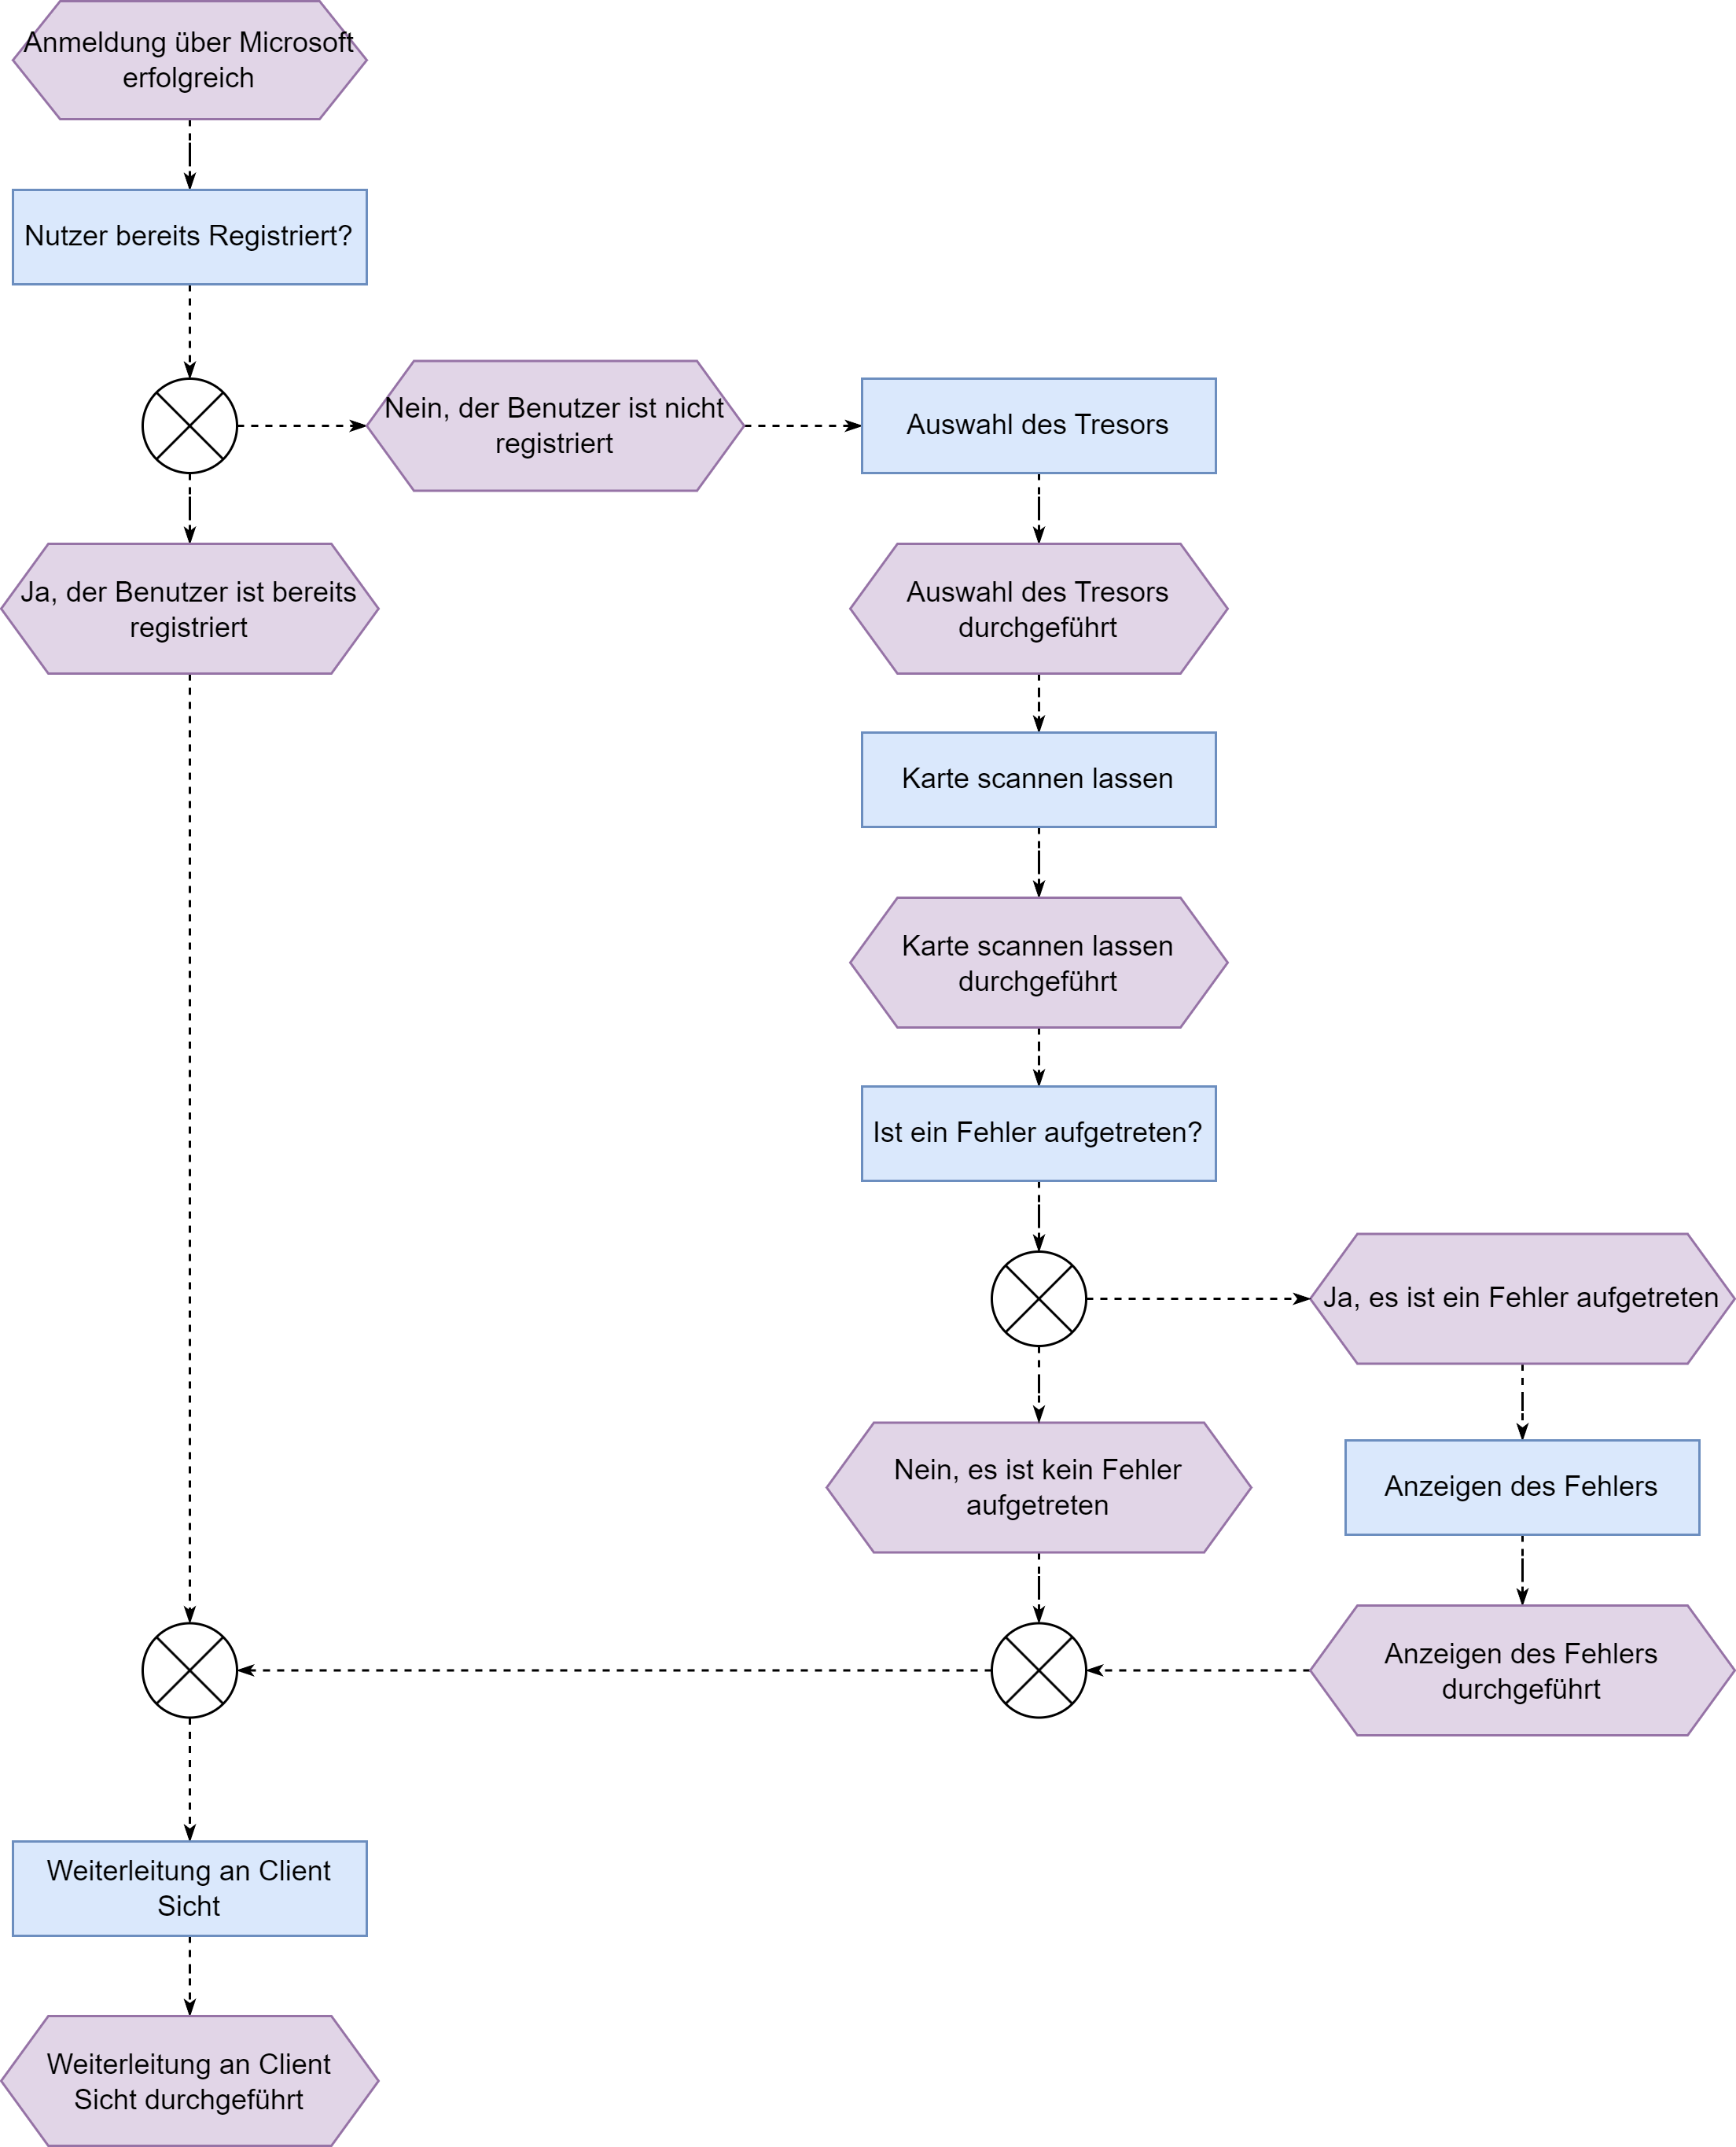 Anmeldung über Microsoft
erfolgreich
Nutzer bereits Registriert?
Nein, der Benutzer ist nicht
registriert
Auswahl des Tresors
Ja, der Benutzer ist bereits
registriert
Auswahl des Tresors
durchgeführt
Karte scannen lassen
Karte scannen lassen
durchgeführt
Ist ein Fehler aufgetreten?
Ja, es ist ein Fehler aufgetreten
Nein, es ist kein Fehler
aufgetreten
Anzeigen des Fehlers
Anzeigen des Fehlers
durchgeführt
Weiterleitung an Client
Sicht
Weiterleitung an Client
Sicht durchgeführt